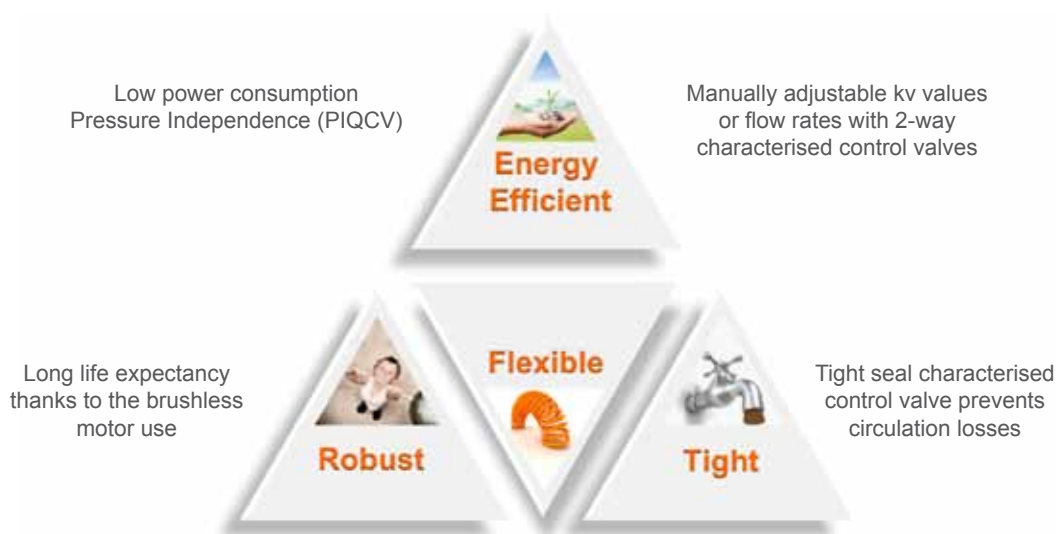 Low power consumption
Pressure Independence (PIQCV)
Manually adjustable kv values
or flow rates with 2-way
characterised control valves
Energy
Efficient
Long life expectancy
thanks to the brushless
motor use
Robust
Flexible
Tight
Tight seal characterised
control valve prevents
circulation losses